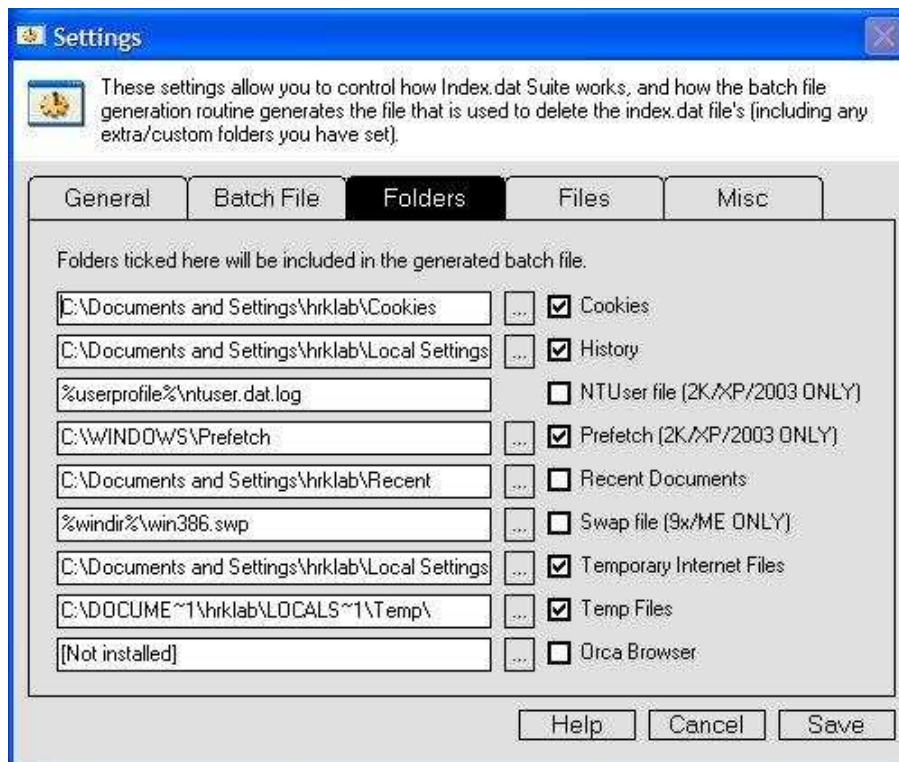 Settings
These settings allow you to control how Index.dat Suite works, and how the batch file
generation routine generates the file that is used to delete the index.dat file's (including any
extra/custom folders you have set).
General Batch File Folders Files Misc
Folders ticked here will be included in the generated batch file.
C:\Documents and Settings\hrklab\Cookies ... Cookies
C:\Documents and Settings\hrklab\Local Settings ... History
%userprofile%\ntuser.dat.log NTUser file (2K/XP/2003 ONLY)
C:\WINDOWS\Prefetch ... Prefetch (2K/XP/2003 ONLY)
C:\Documents and Settings\hrklab\Recent ... Recent Documents
%windir%\win386.swp ... Swap file (9x/ME ONLY)
C:\Documents and Settings\hrklab\Local Settings ... Temporary Internet Files
C:\DOCUME~1\hrklab\LOCALS~1\Temp\ ... Temp Files
[Not installed] ... Orca Browser
Help Cancel Save